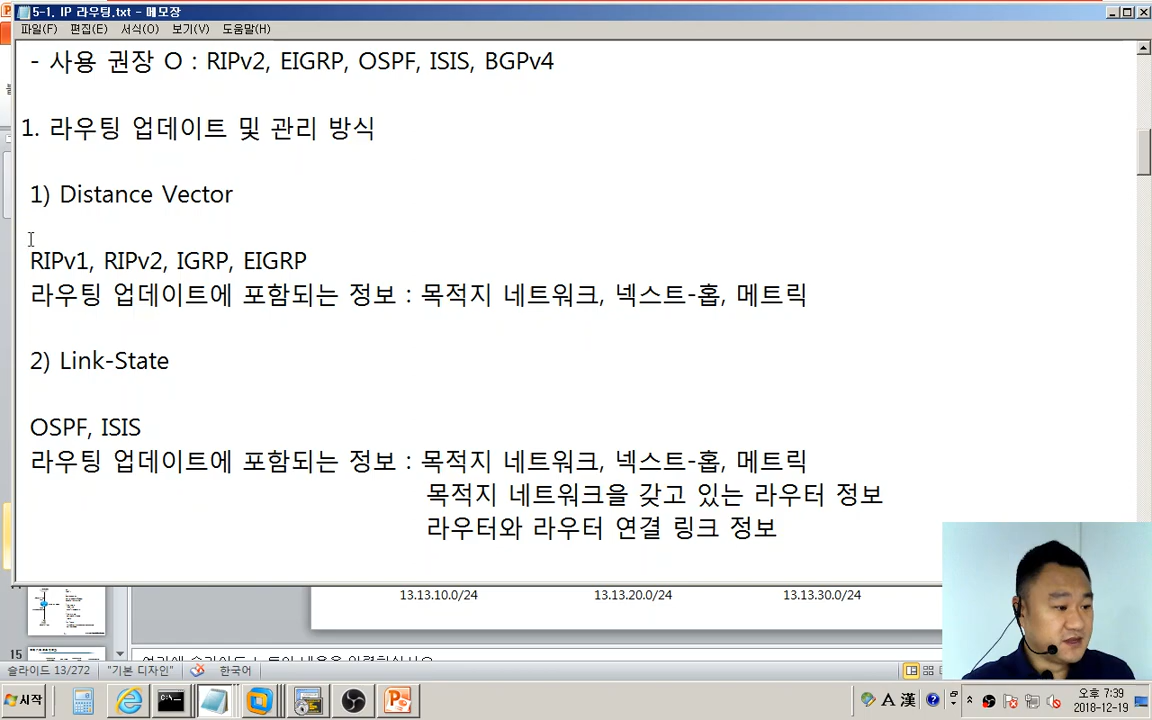 5-1. IP 라우팅.txt - 메모장
파일(F) 편집(E) 서식(O) 보기(V) 도움말(H)
- 사용 권장 O : RIPv2, EIGRP, OSPF, ISIS, BGPv4
1. 라우팅 업데이트 및 관리 방식
1) Distance Vector
RIPv1, RIPv2, IGRP, EIGRP
라우팅 업데이트에 포함되는 정보 : 목적지 네트워크, 넥스트-홉, 메트릭
2) Link-State
OSPF, ISIS
라우팅 업데이트에 포함되는 정보 : 목적지 네트워크, 넥스트-홉, 메트릭
목적지 네트워크을 갖고 있는 라우터 정보
라우터와 라우터 연결 링크 정보
13.13.10.0/24 13.13.20.0/24 13.13.30.0/24
15
슬라이드 13/272 "기본 디자인" 한국어
시작
A 漢
오후 7:39
2018-12-19